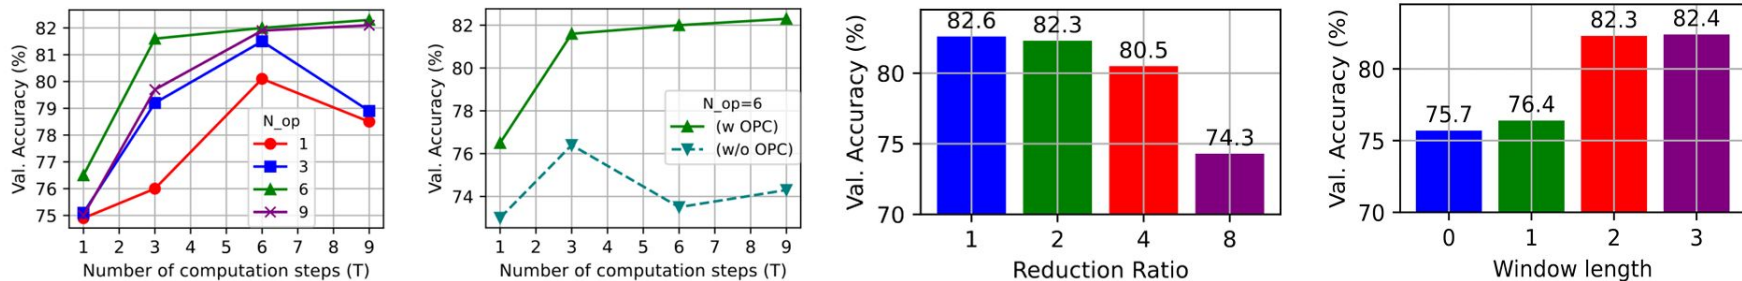 Val. Accuracy (%)
82
81
80
79
78
77
76
75
N_op
1
3
6
9
1 2 3 4 5 6 7 8 9
Number of computation steps (T)
Val. Accuracy (%)
82
80
78
76
74
N_op=6
(w OPC)
(w/o OPC)
1 2 3 4 5 6 7 8 9
Number of computation steps (T)
Val. Accuracy (%)
80
75
70
82.6 82.3 80.5 74.3
1 2 4 8
Reduction Ratio
Val. Accuracy (%)
80
75
70
75.7 76.4 82.3 82.4
0 1 2 3
Window length